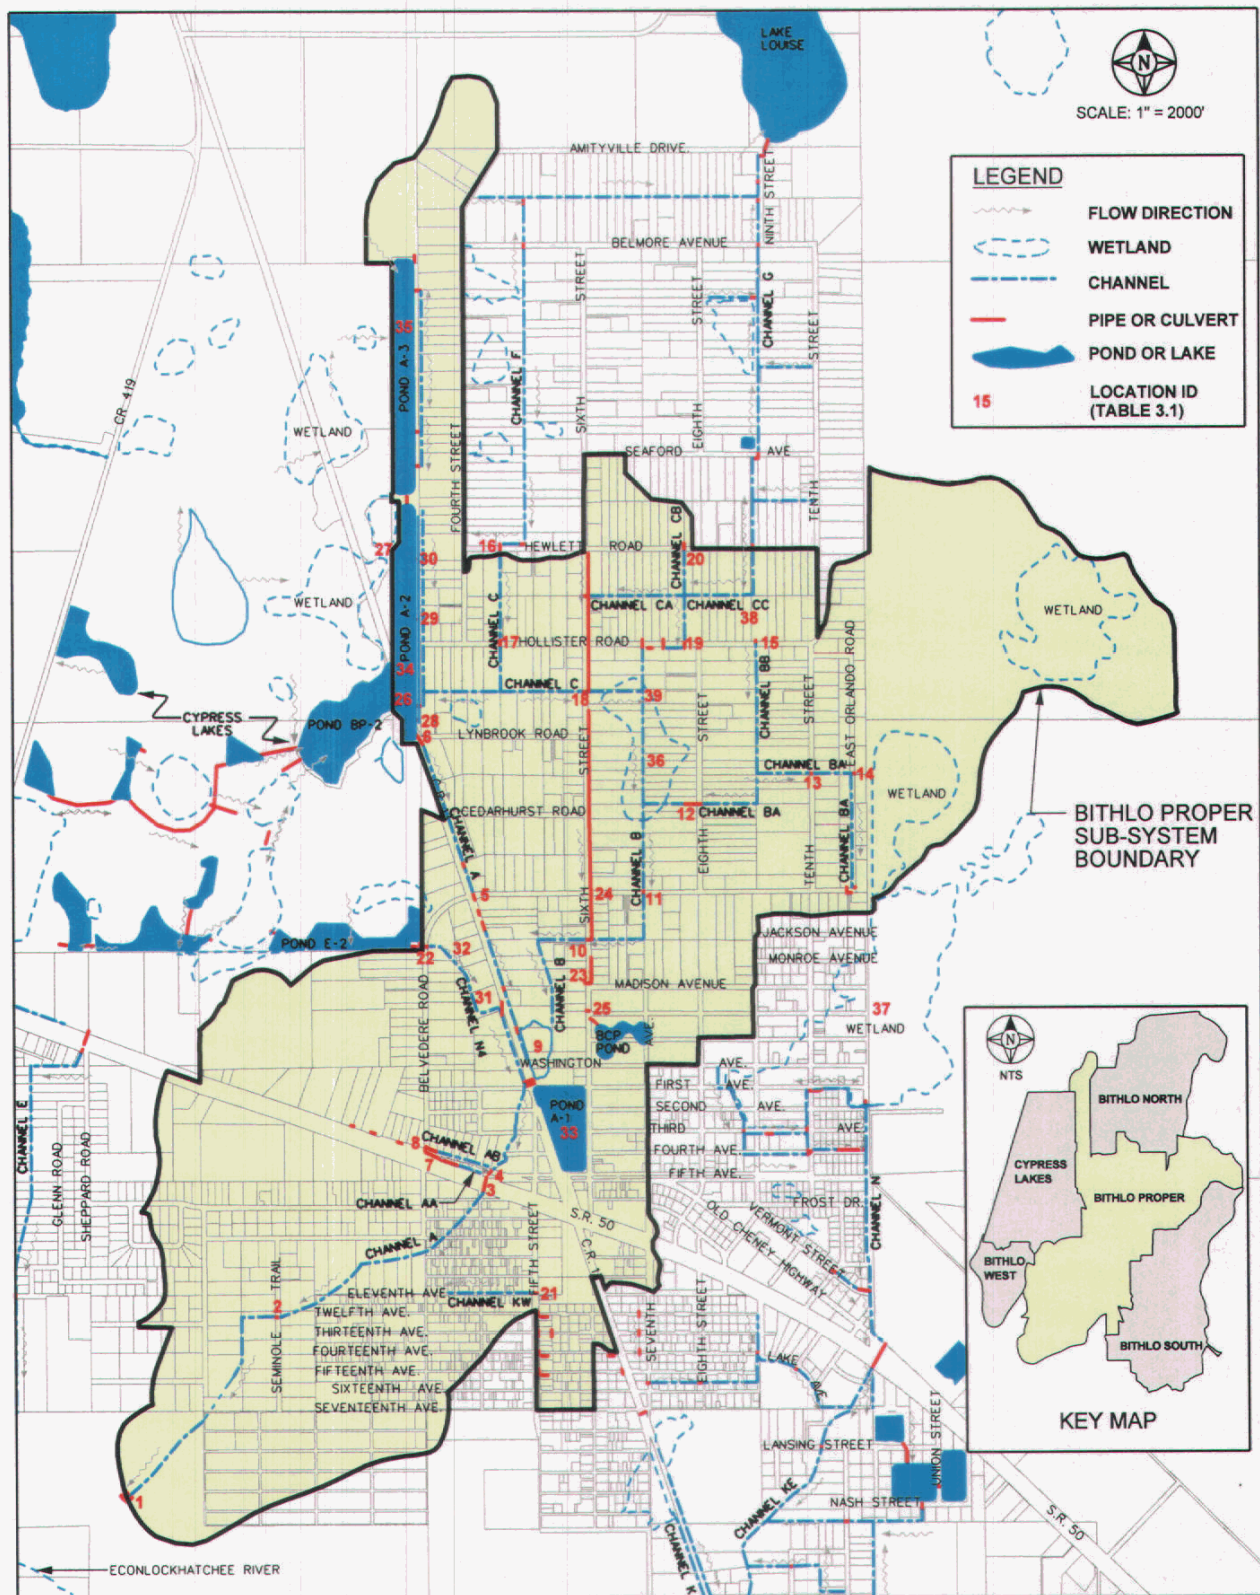 LAKE
LOUISE
N
SCALE: 1" = 2000'
AMITYVILLE DRIVE.
NINTH STREET
LEGEND
FLOW DIRECTION
WETLAND
CHANNEL
PIPE OR CULVERT
POND OR LAKE
15
LOCATION ID
(TABLE 3.1)
BELMORE AVENUE
STREET
STREET
CHANNEL G
STREET
35
POND A-3
CR 419
CHANNEL F
SIXTH
EIGHTH
WETLAND
FOURTH STREET
SEAFORD
AVE
TENTH
CHANNEL CB
27
30
16
HEWLETT
ROAD
20
WETLAND
POND A-2
29
CHANNEL C
CHANNEL CA
CHANNEL CC
38
WETLAND
17
HOLLISTER ROAD
19
15
EAST ORLANDO ROAD
34
CHANNEL C
18
39
CHANNEL BB
STREET
STREET
26
CYPRESS
LAKES
POND BP-2
28
6
LYNBROOK ROAD
STREET
36
CHANNEL BA
13
14
WETLAND
CHANNEL A
CEDARHURST ROAD
12
CHANNEL BA
BITHLO PROPER
SUB-SYSTEM
BOUNDARY
CHANNEL B
EIGHTH
TENTH
CHANNEL BA
5
SIXTH
24
11
POND E-2
22
32
10
JACKSON AVENUE
MONROE AVENUE
23
MADISON AVENUE
CHANNEL B
31
CHANNEL N4
BELVEDERE ROAD
25
37
WETLAND
BCP
POND
AVE.
9
WASHINGTON
AVE.
FIRST
AVE.
POND
A-1
33
SECOND
AVE.
THIRD
AVE.
FOURTH AVE.
FIFTH AVE.
CHANNEL E
GLENN ROAD
SHEPPARD ROAD
8
CHANNEL AB
7
4
3
CHANNEL AA
FROST DR.
CHANNEL N
VERMONT STREET
OLD CHENEY HIGHWAY
S.R. 50
CHANNEL A
FIFTH STREET
ELEVENTH AVE
CHANNEL KW
21
2
TWELFTH AVE.
THIRTEENTH AVE.
FOURTEENTH AVE.
FIFTEENTH AVE.
SIXTEENTH AVE.
SEVENTEENTH AVE.
SEMINOLE TRAIL
SEVENTH
EIGHTH STREET
LAKE
AVE.
LANSING STREET
UNION STREET
NASH STREET
CHANNEL KE
CHANNEL K
S.R. 50
1
ECONLOCKHATCHEE RIVER
N
NTS
BITHLO NORTH
CYPRESS
LAKES
BITHLO PROPER
BITHLO
WEST
BITHLO SOUTH
KEY MAP